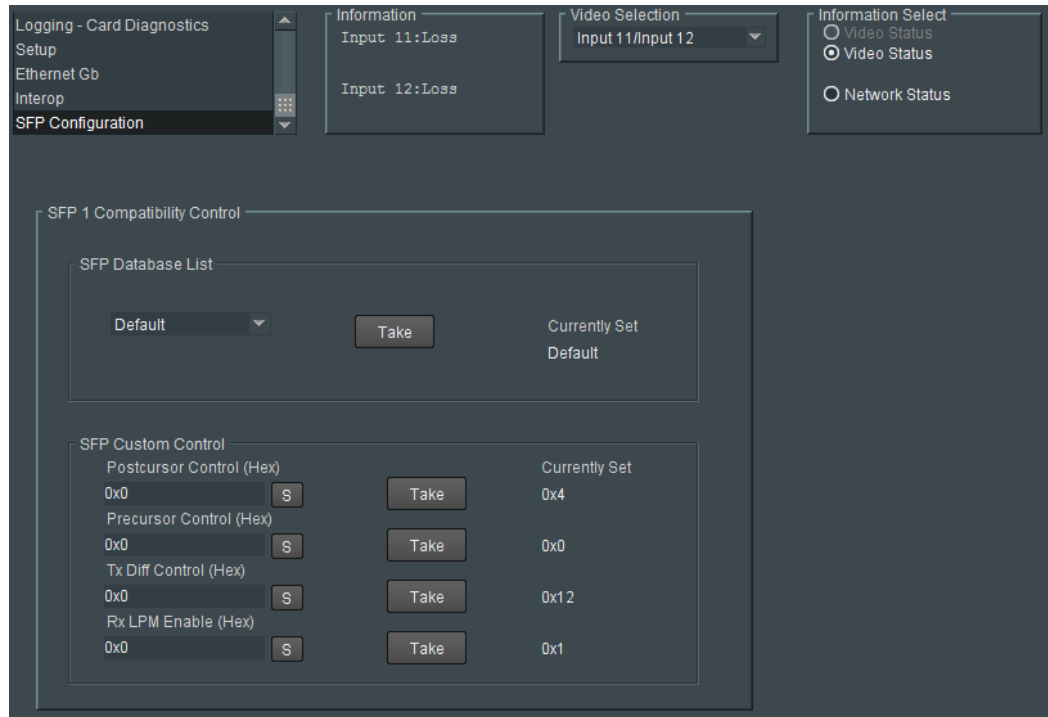 Logging - Card Diagnostics
Setup
Ethernet Gb
Interop
SFP Configuration
Information
Input 11:Loss
Input 12:Loss
Video Selection
Input 11/Input 12
Information Select
Video Status
Video Status
Network Status
SFP 1 Compatibility Control
SFP Database List
Default
Take
Currently Set
Default
SFP Custom Control
Postcursor Control (Hex)
Currently Set
0x0 S Take 0x4
Precursor Control (Hex)
0x0 S Take 0x0
Tx Diff Control (Hex)
0x0 S Take 0x12
Rx LPM Enable (Hex)
0x0 S Take 0x1